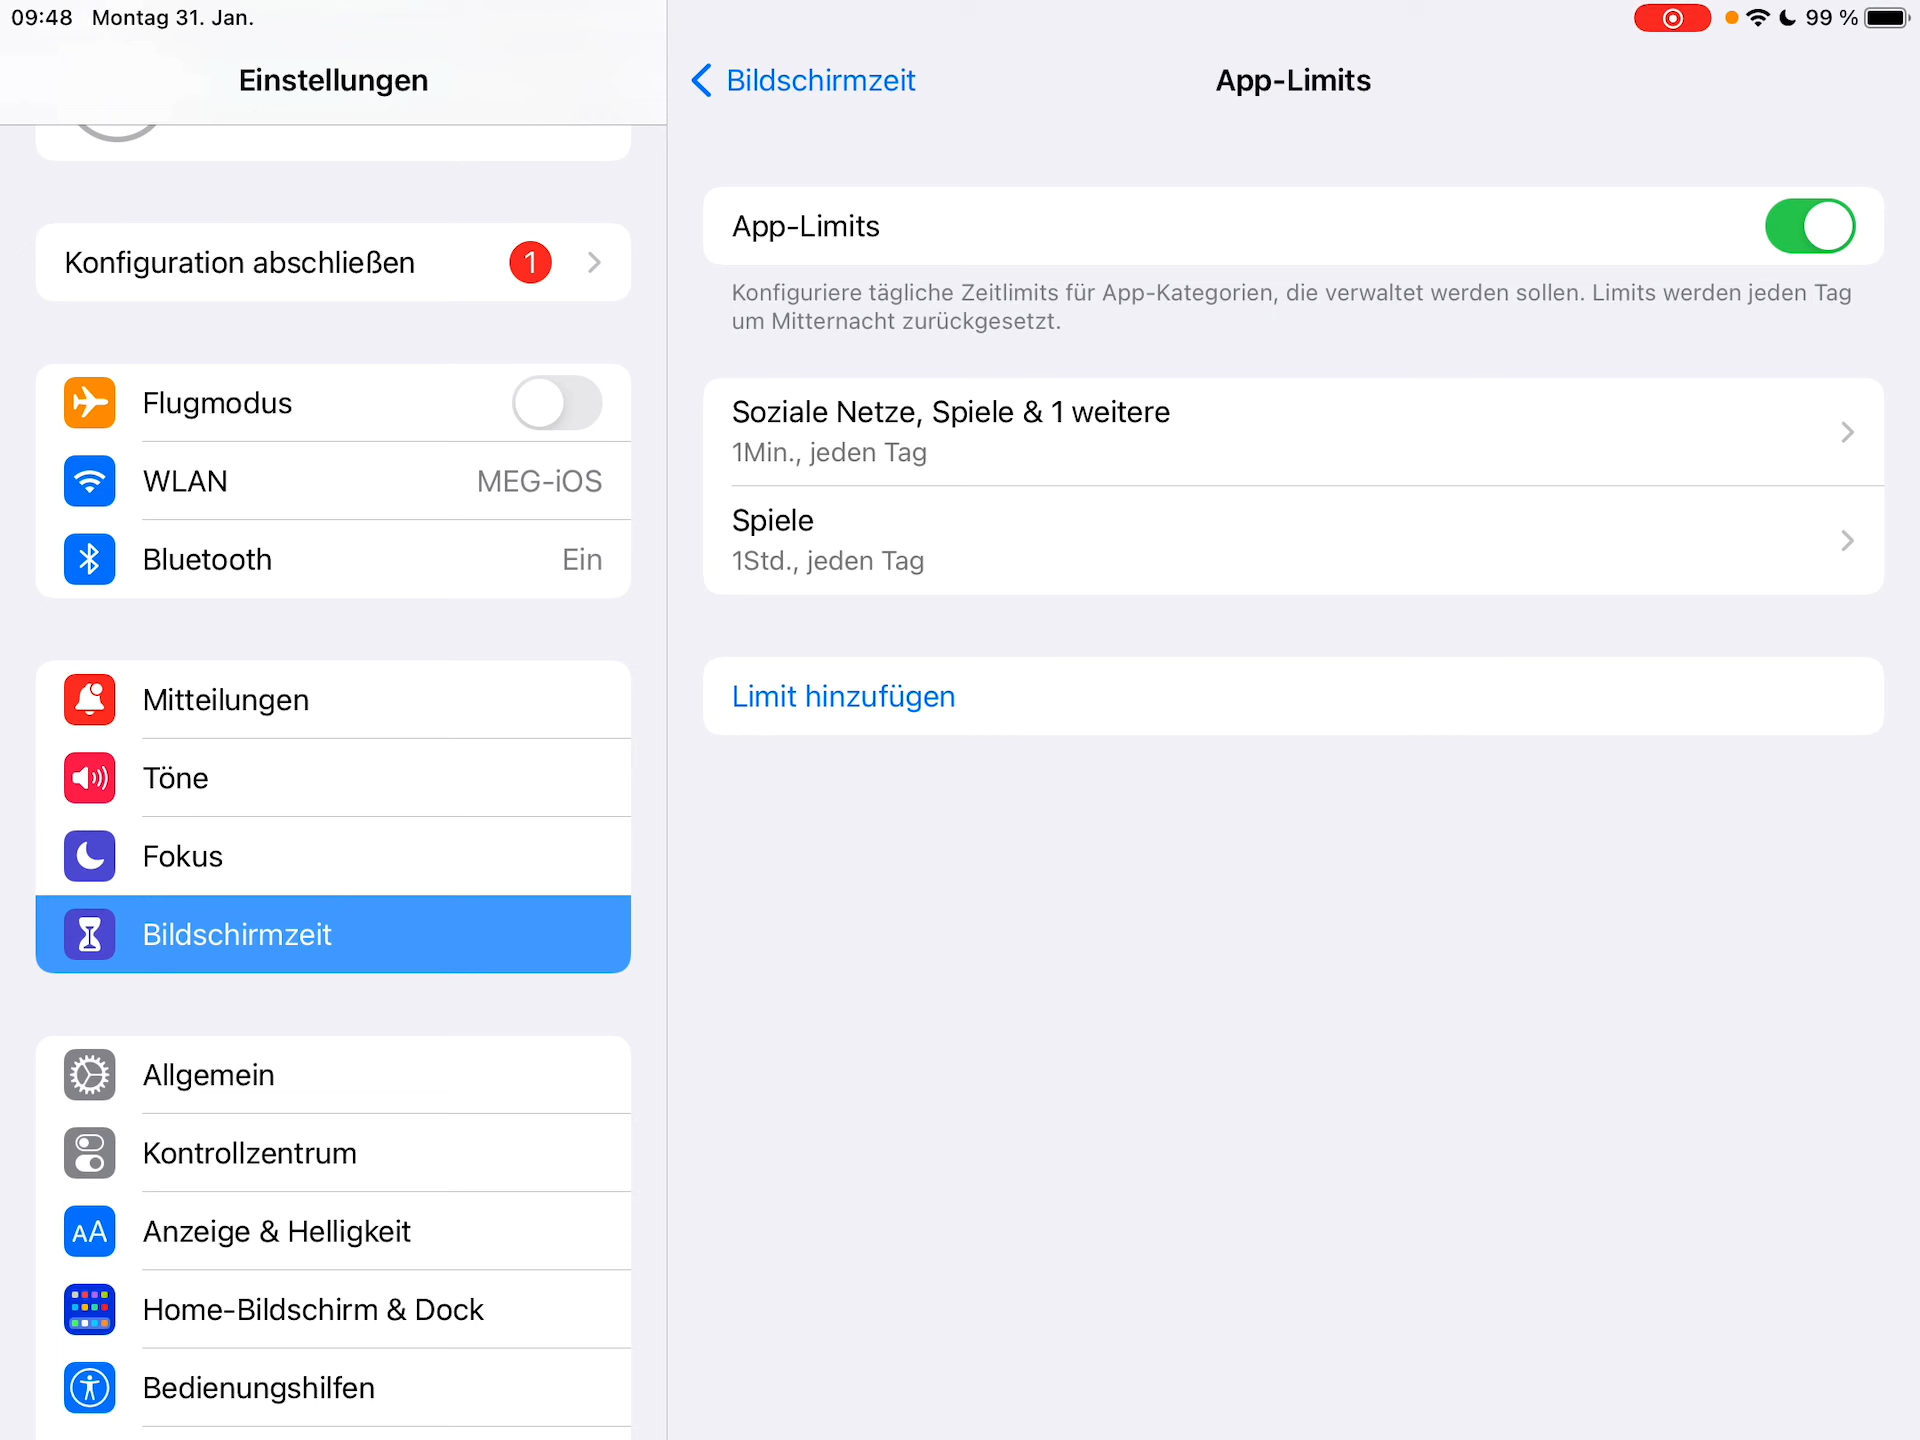 09:48 Montag 31. Jan.
99 %
Einstellungen
Konfiguration abschließen 1
Flugmodus
WLAN MEG-iOS
Bluetooth Ein
Mitteilungen
Töne
Fokus
Bildschirmzeit
Allgemein
Kontrollzentrum
AA Anzeige & Helligkeit
Home-Bildschirm & Dock
Bedienungshilfen
Bildschirmzeit
App-Limits
App-Limits
Konfiguriere tägliche Zeitlimits für App-Kategorien, die verwaltet werden sollen. Limits werden jeden Tag
um Mitternacht zurückgesetzt.
Soziale Netze, Spiele & 1 weitere
1Min., jeden Tag
Spiele
1Std., jeden Tag
Limit hinzufügen